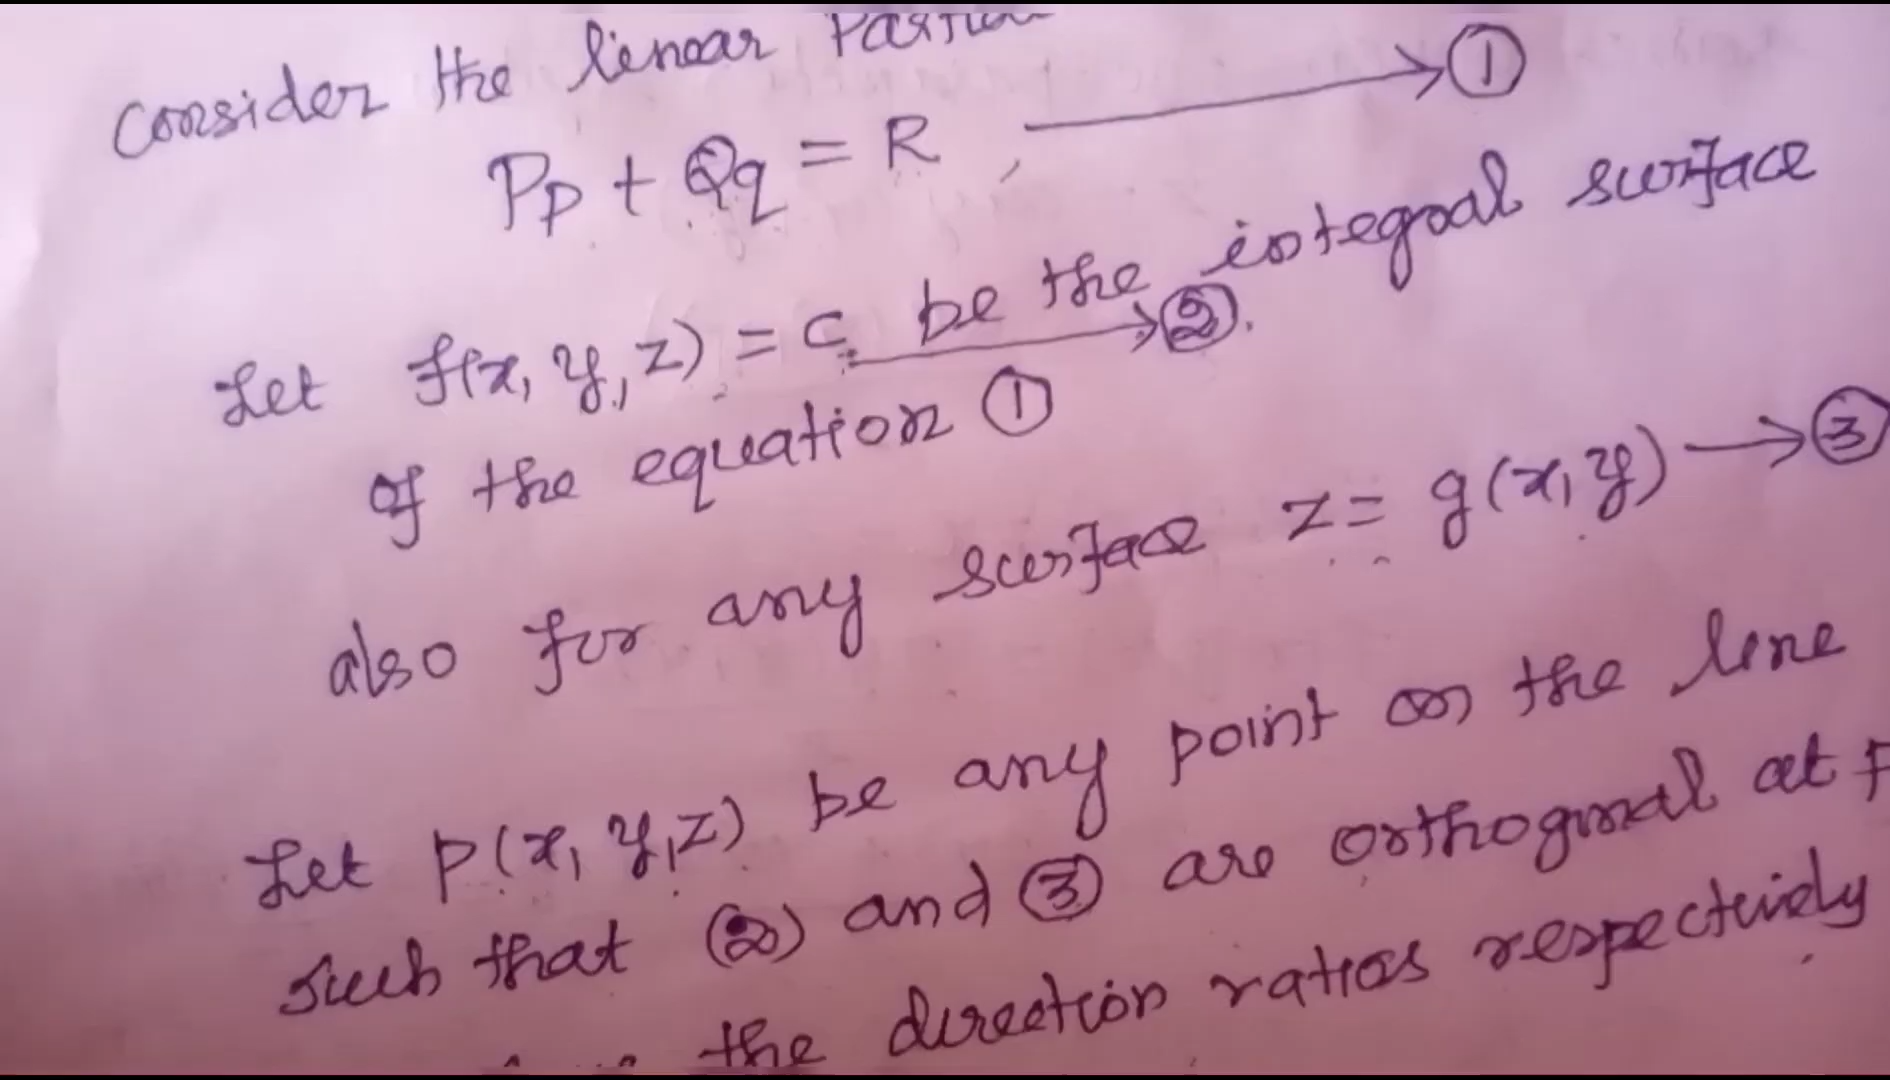 Consider the linear Partial
Pp + Qq = R, → ①
Let f(x, y, z) = c be the integral surface
→ ②.
of the equation ①
also for any surface z = g(x, y) → ③
Let P(x, y, z) be any point on the line
such that ② and ③ are orthogonal at P
the direction ratios respectively